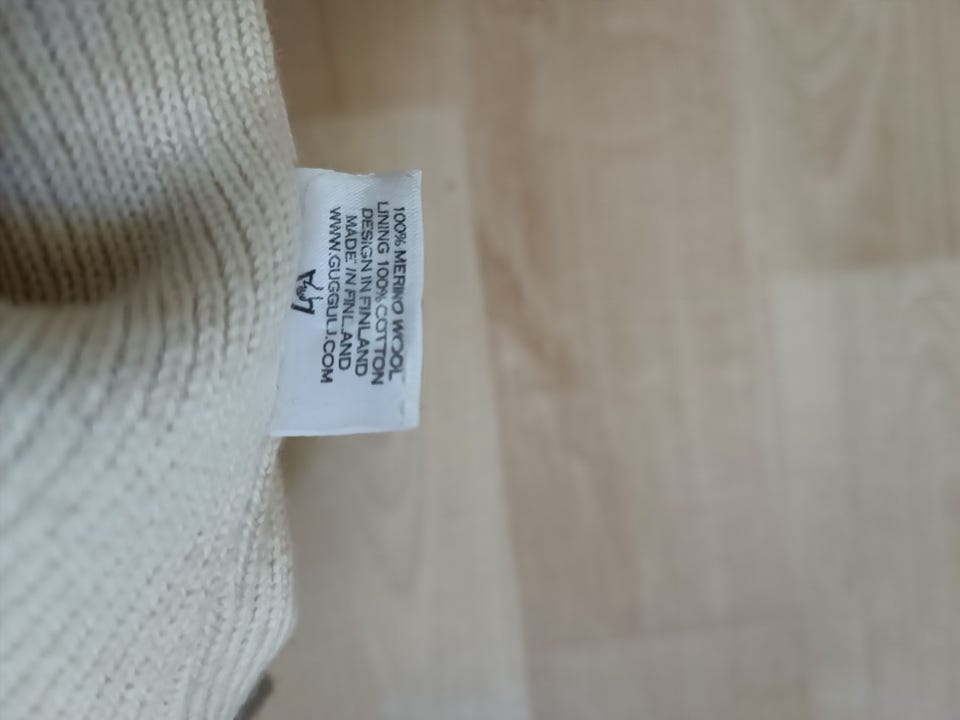 100% MERINO WOOL
LINING 100% COTTON
DESIGN IN FINLAND
MADE IN FINLAND
WWW.GUGGUU.COM